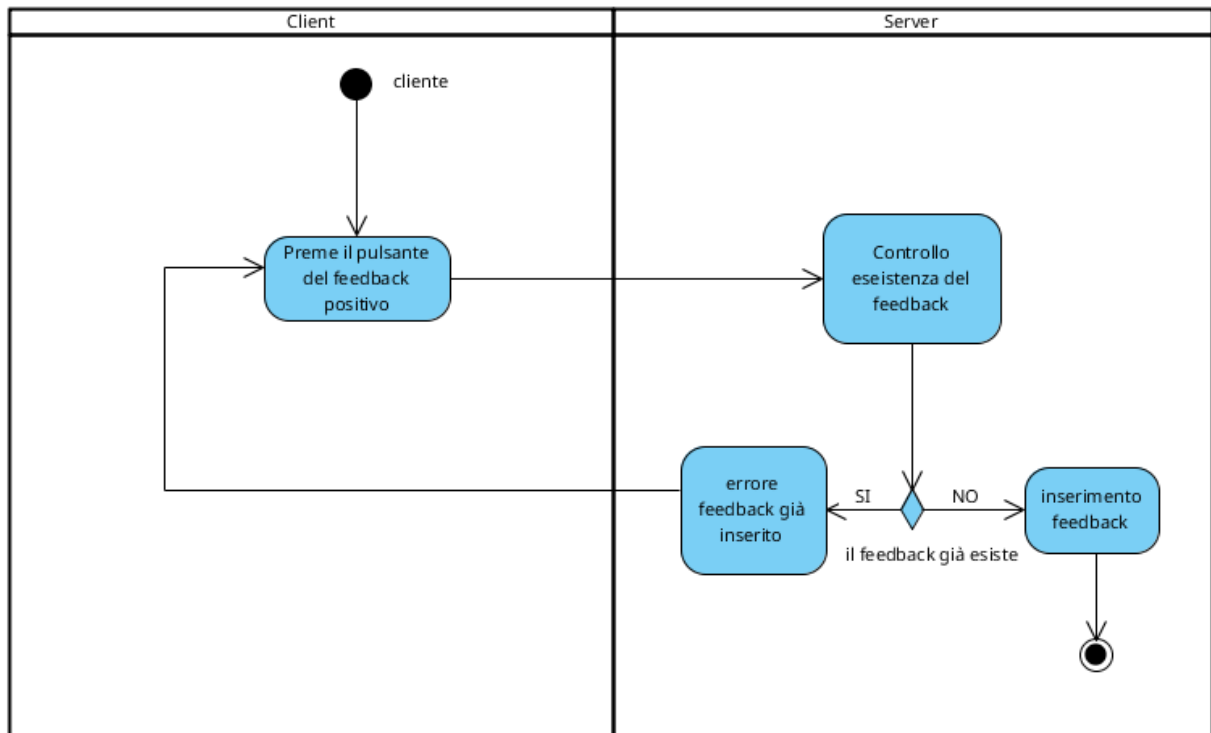 Client
Server
cliente
Preme il pulsante
del feedback
positivo
Controllo
eseistenza del
feedback
errore
feedback già
inserito
SI
NO
inserimento
feedback
il feedback già esiste